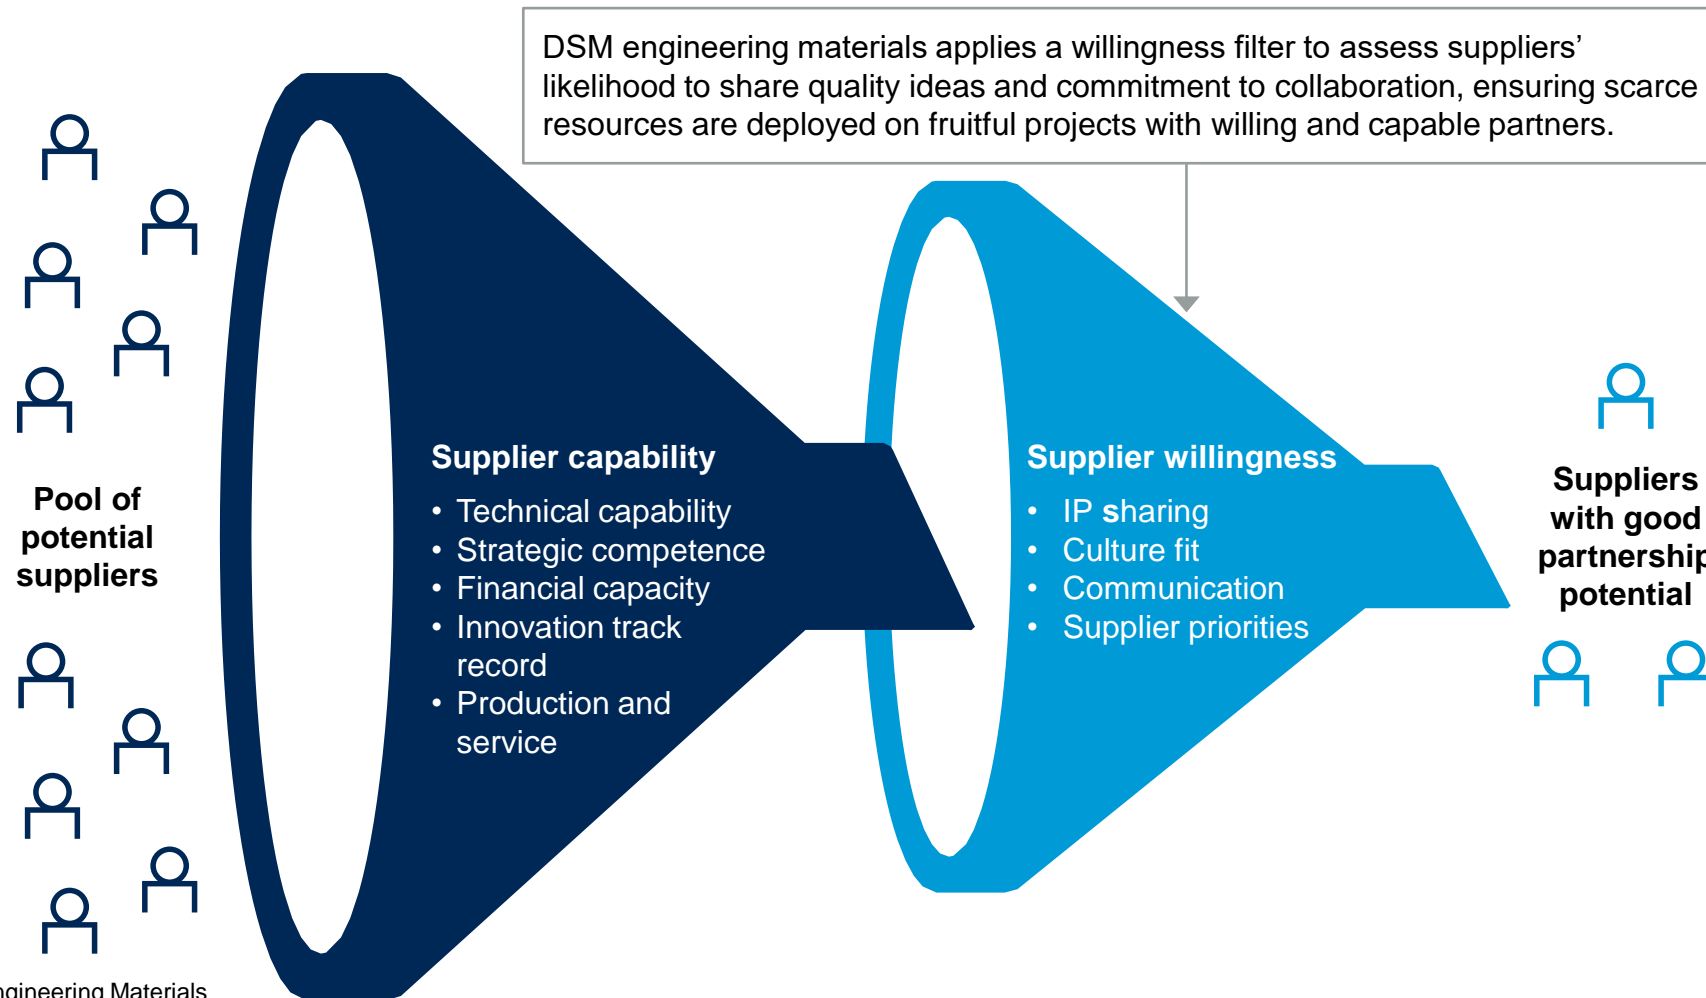 DSM engineering materials applies a willingness filter to assess suppliers’
likelihood to share quality ideas and commitment to collaboration, ensuring scarce
resources are deployed on fruitful projects with willing and capable partners.
Pool of
potential
suppliers
Supplier capability
• Technical capability
• Strategic competence
• Financial capacity
• Innovation track
record
• Production and
service
Supplier willingness
• IP sharing
• Culture fit
• Communication
• Supplier priorities
Suppliers
with good
partnership
potential
ngineering Materials